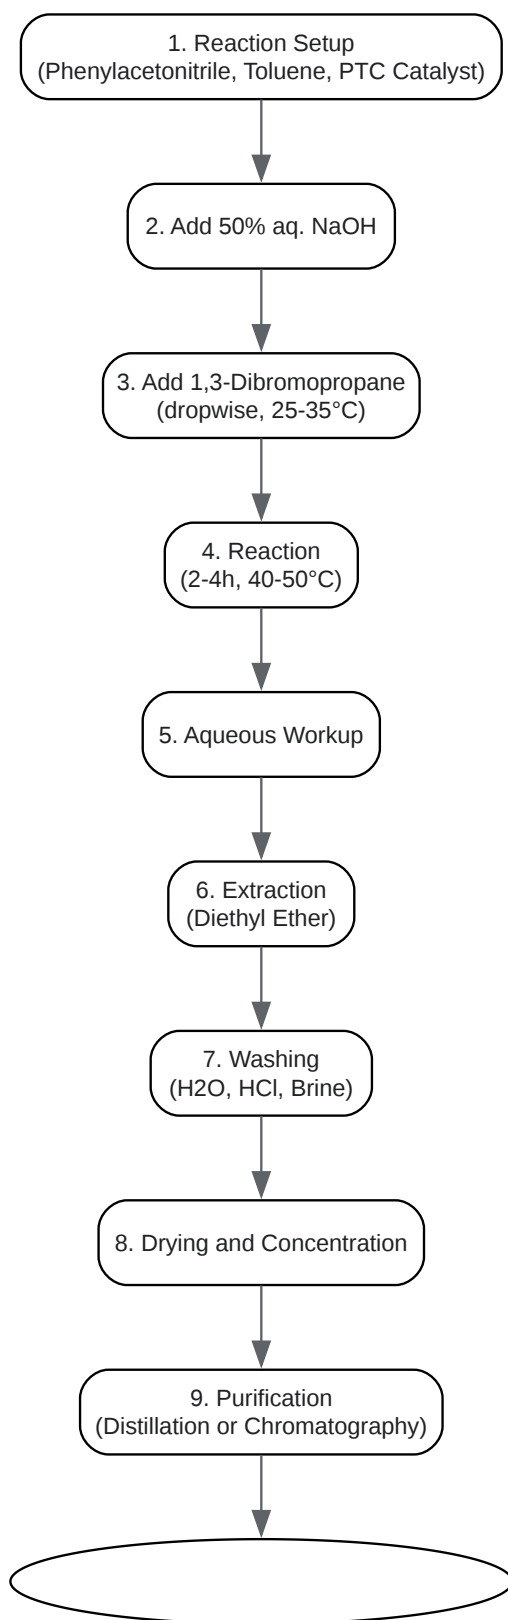 1. Reaction Setup
(Phenylacetonitrile, Toluene, PTC Catalyst)
2. Add 50% aq. NaOH
3. Add 1,3-Dibromopropane
(dropwise, 25-35°C)
4. Reaction
(2-4h, 40-50°C)
5. Aqueous Workup
6. Extraction
(Diethyl Ether)
7. Washing
(H2O, HCl, Brine)
8. Drying and Concentration
9. Purification
(Distillation or Chromatography)